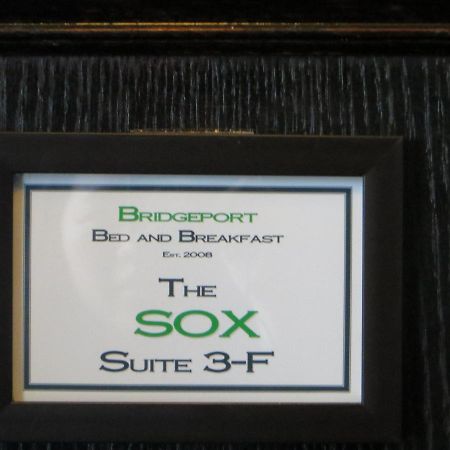 Bridgeport
Bed and Breakfast
Est. 2008
The
SOX
Suite 3-F